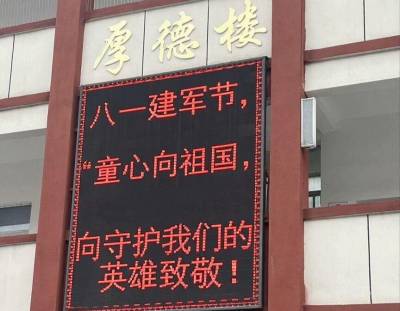 厚德楼
八一建军节，
“童心向祖国，
向守护我们的
英雄致敬